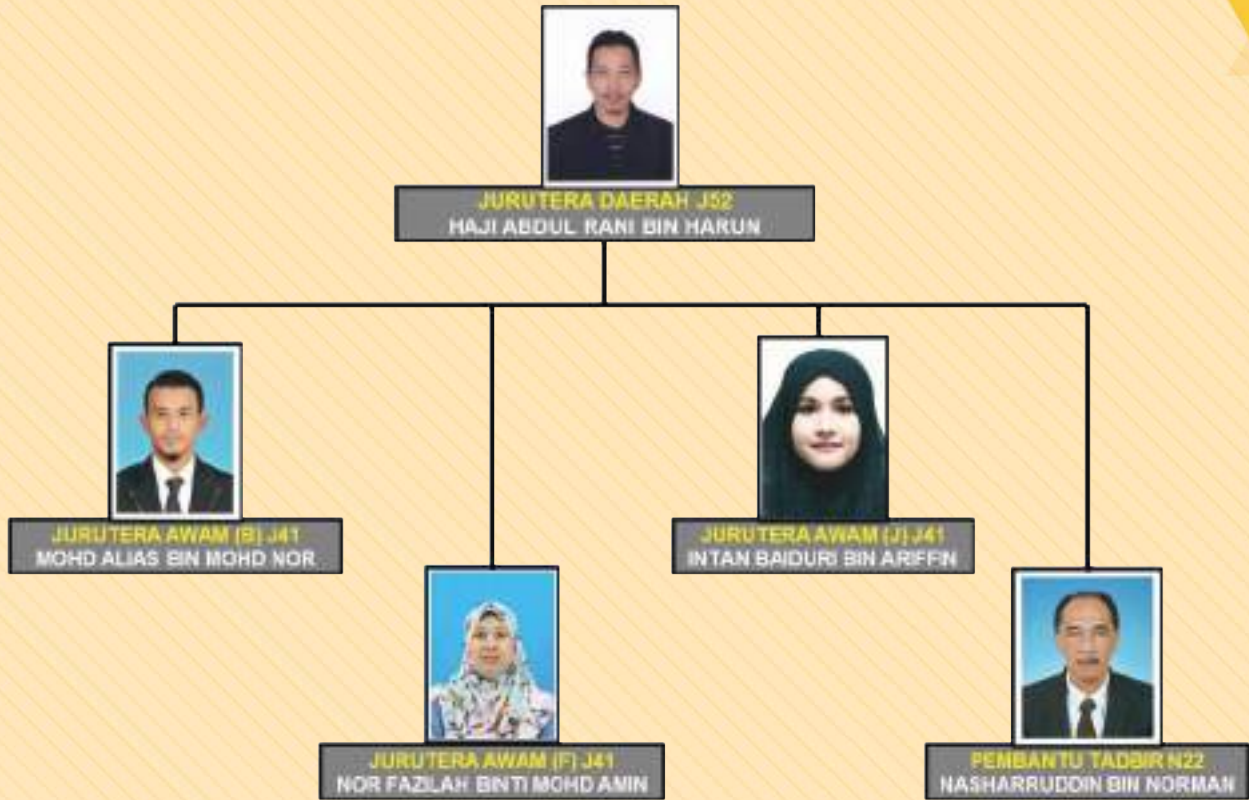 JURUTERA DAERAH J52
HAJI ABDUL RANI BIN HARUN
JURUTERA AWAM (B) J41
MOHD ALIAS BIN MOHD NOR
JURUTERA AWAM (J) J41
INTAN BAIDURI BIN ARIFFIN
JURUTERA AWAM (F) J41
NOR FAZILAH BINTI MOHD AMIN
PEMBANTU TADBIR N22
NASHARRUDDIN BIN NORMAN